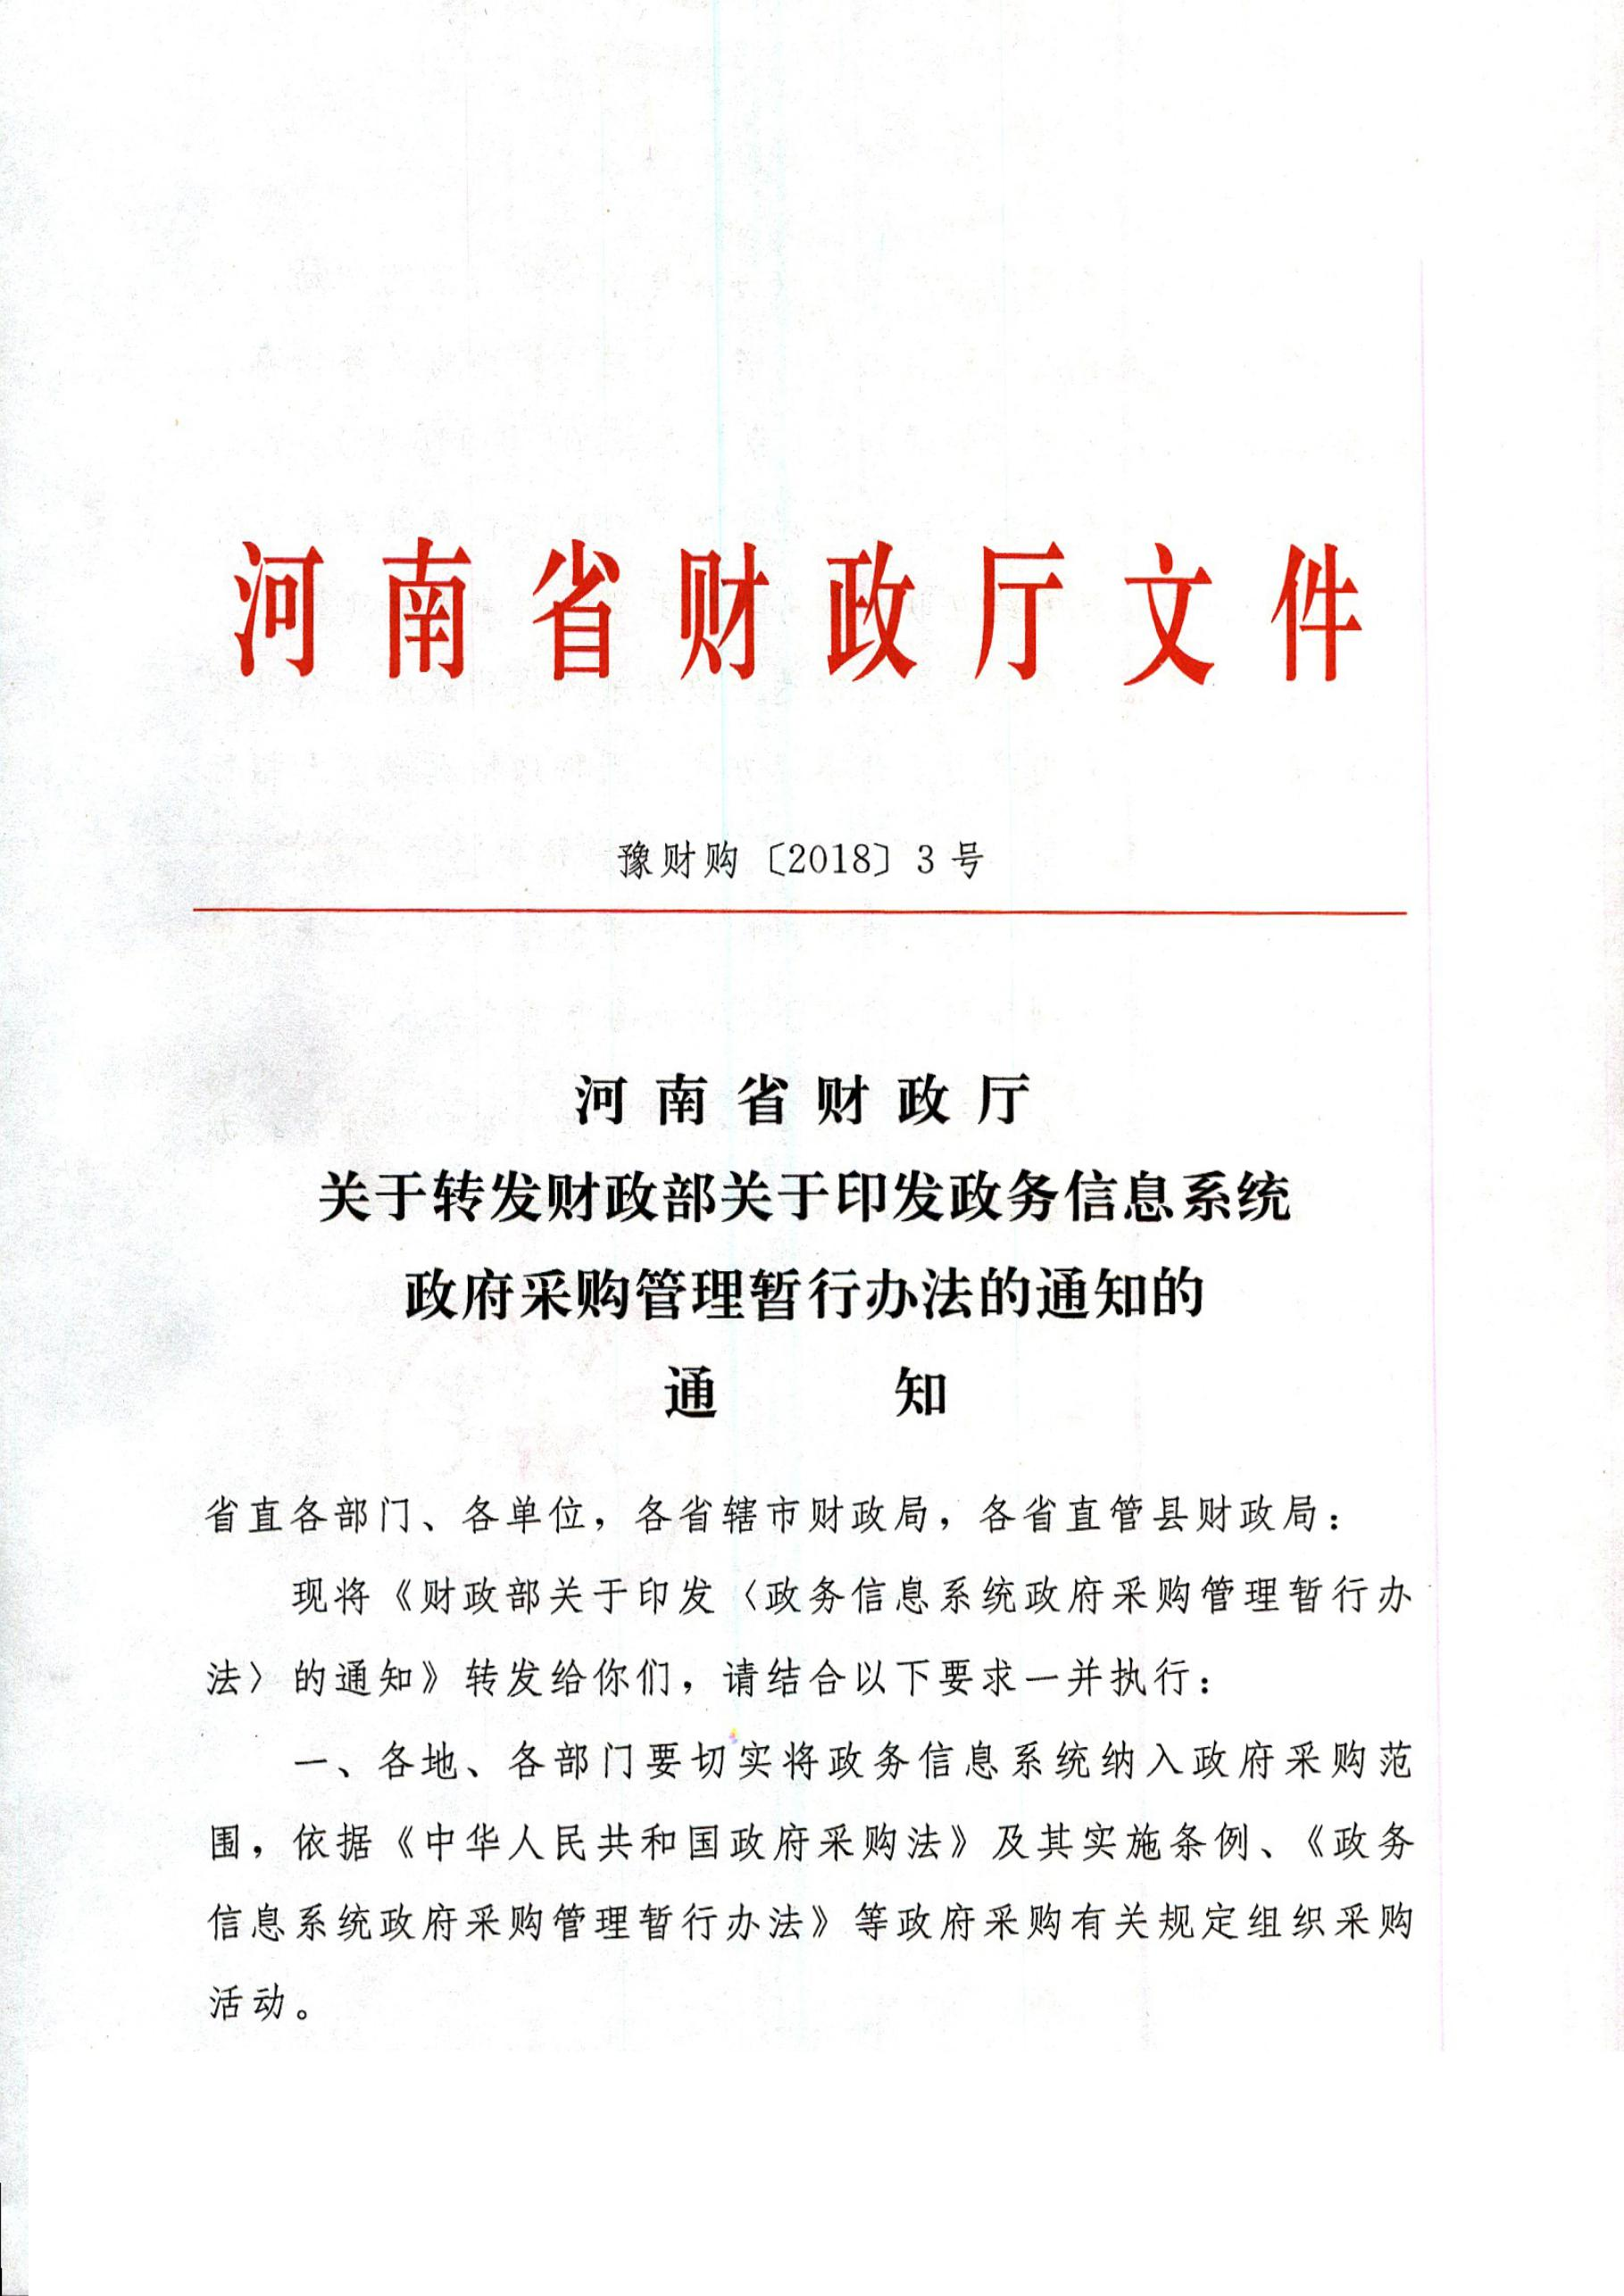 河南省财政厅文件
豫财购〔2018〕3号
河南省财政厅
关于转发财政部关于印发政务信息系统
政府采购管理暂行办法的通知的
通知
省直各部门、各单位，各省辖市财政局，各省直管县财政局：
现将《财政部关于印发〈政务信息系统政府采购管理暂行办
法〉的通知》转发给你们，请结合以下要求一并执行：
一、各地、各部门要切实将政务信息系统纳入政府采购范
围，依据《中华人民共和国政府采购法》及其实施条例、《政务
信息系统政府采购管理暂行办法》等政府采购有关规定组织采购
活动。